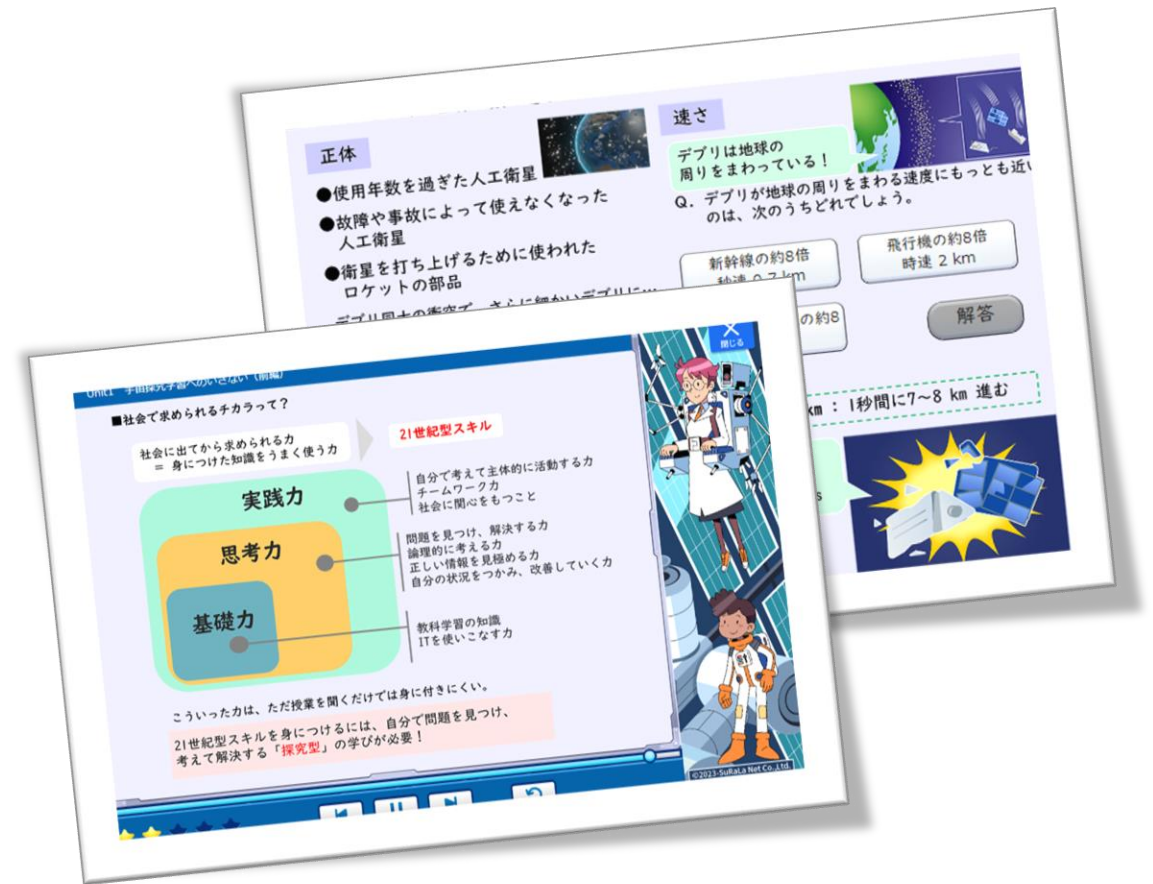 正体
●使用年数を過ぎた人工衛星
●故障や事故によって使えなくなった
人工衛星
●衛星を打ち上げるために使われた
ロケットの部品
速さ
デブリは地球の
周りをまわっている！
Q. デブリが地球の周りをまわる速度にもっとも近い
のは、次のうちどれでしょう。
新幹線の約8倍
飛行機の約8倍
時速 2 km
の約8
解答
km : 1秒間に7～8 km 進む
s
Unit1 宇宙探究学習へのいざない（前編）
閉じる
■社会で求められるチカラって？
社会に出てから求められる力
= 身につけた知識をうまく使う力
21世紀型スキル
実践力
自分で考えて主体的に活動する力
チームワーク力
社会に関心をもつこと
思考力
問題を見つけ、解決する力
論理的に考える力
正しい情報を見極める力
自分の状況をつかみ、改善していく力
基礎力
教科学習の知識
ITを使いこなす力
こういった力は、ただ授業を聞くだけでは身に付きにくい。
21世紀型スキルを身につけるには、自分で問題を見つけ、
考えて解決する「探究型」の学びが必要！
©2023-SuRaLa Net Co.,Ltd.